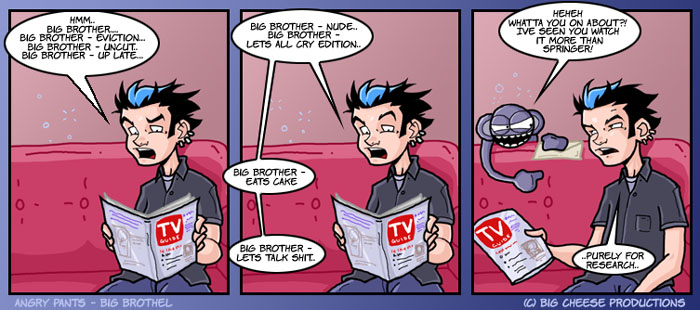 HMM..
BIG BROTHER...
BIG BROTHER - EVICTION...
BIG BROTHER - UNCUT..
BIG BROTHER - UP LATE...
TV
GUIDE
BIG BROTHER - NUDE..
BIG BROTHER -
LETS ALL CRY EDITION..
BIG BROTHER -
EATS CAKE
BIG BROTHER -
LETS TALK SHIT.
TV
GUIDE
HEHEH
WHATTA YOU ON ABOUT?!
IVE SEEN YOU WATCH
IT MORE THAN
SPRINGER!
TV
GUIDE
..PURELY FOR
RESEARCH..
ANGRY PANTS - BIG BROTHEL
(C) BIG CHEESE PRODUCTIONS